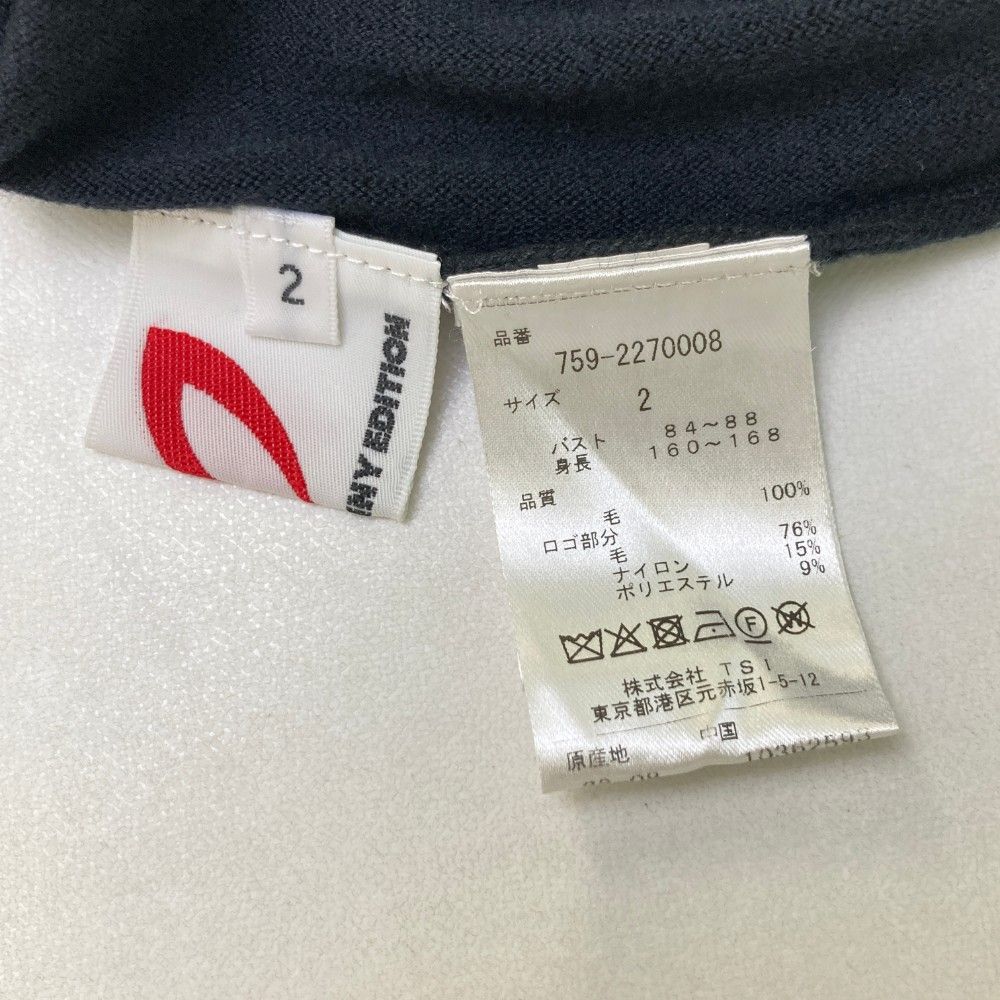 2
EDITION
品番
759-2270008
サイズ 2
バスト 84～88
身長 160～168
品質
毛 100%
ロゴ部分
毛 76%
ナイロン 15%
ポリエステル 9%
F
W
株式会社 TSI
東京都港区元赤坂1-5-12
原産地 中国